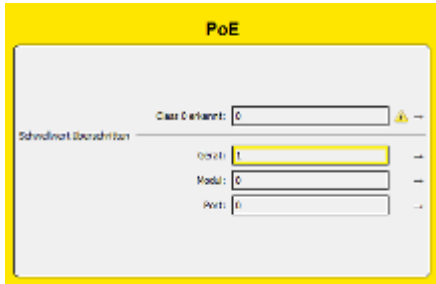 PoE
Class 0 erkannt: 0
Schwellwert überschritten
Gerät: 1
Modul: 0
Port: 0